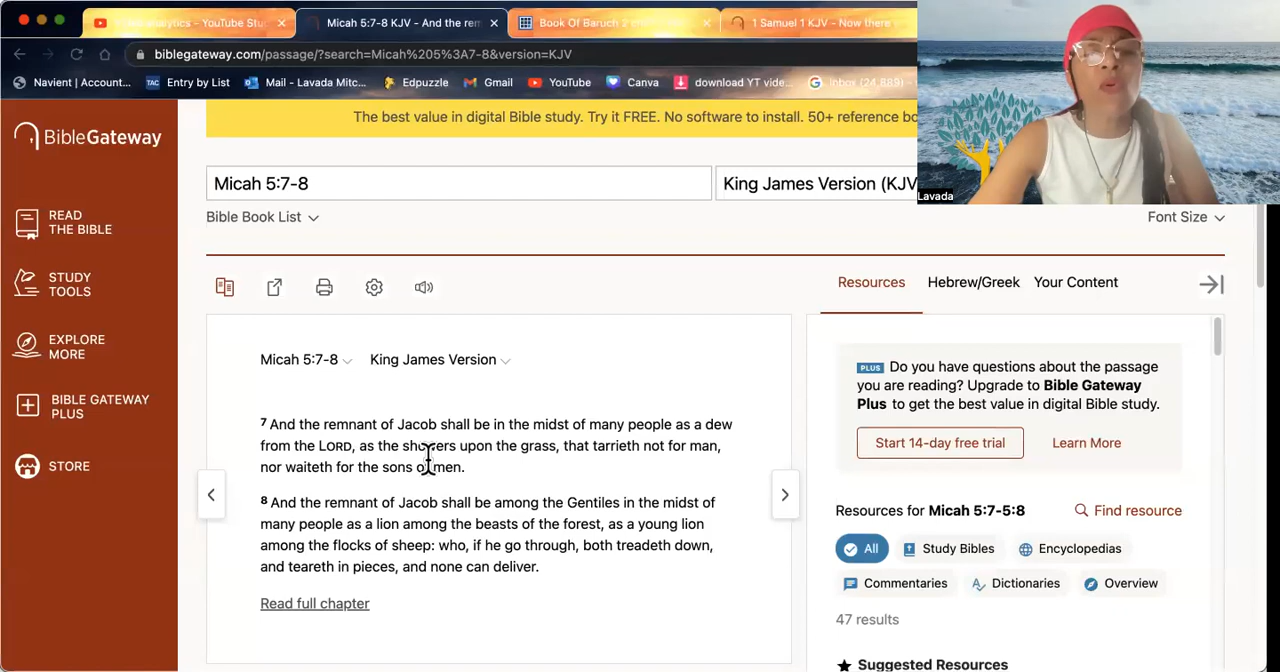 Analytics - YouTube Stu
Micah 5:7-8 KJV - And the rem
Book Of Baruch 2
1 Samuel 1 KJV - Now there
biblegateway.com/passage/?search=Micah%205%3A7-8&version=KJV
Navient | Account...
TAC Entry by List
Mail - Lavada Mitc...
Edpuzzle
Gmail
YouTube
Canva
download YT vide...
Inbox (24,889) -
BibleGateway
READ
THE BIBLE
STUDY
TOOLS
EXPLORE
MORE
BIBLE GATEWAY
PLUS
STORE
The best value in digital Bible study. Try it FREE. No software to install. 50+ reference bo
Micah 5:7-8
King James Version (KJV
Lavada
Bible Book List
Font Size
Resources
Hebrew/Greek
Your Content
Micah 5:7-8 King James Version
7 And the remnant of Jacob shall be in the midst of many people as a dew
from the LORD, as the showers upon the grass, that tarrieth not for man,
nor waiteth for the sons of men.
8 And the remnant of Jacob shall be among the Gentiles in the midst of
many people as a lion among the beasts of the forest, as a young lion
among the flocks of sheep: who, if he go through, both treadeth down,
and teareth in pieces, and none can deliver.
Read full chapter
PLUS Do you have questions about the passage
you are reading? Upgrade to Bible Gateway
Plus to get the best value in digital Bible study.
Start 14-day free trial
Learn More
Resources for Micah 5:7-5:8
Find resource
All
Study Bibles
Encyclopedias
Commentaries
Dictionaries
Overview
47 results
Suggested Resources